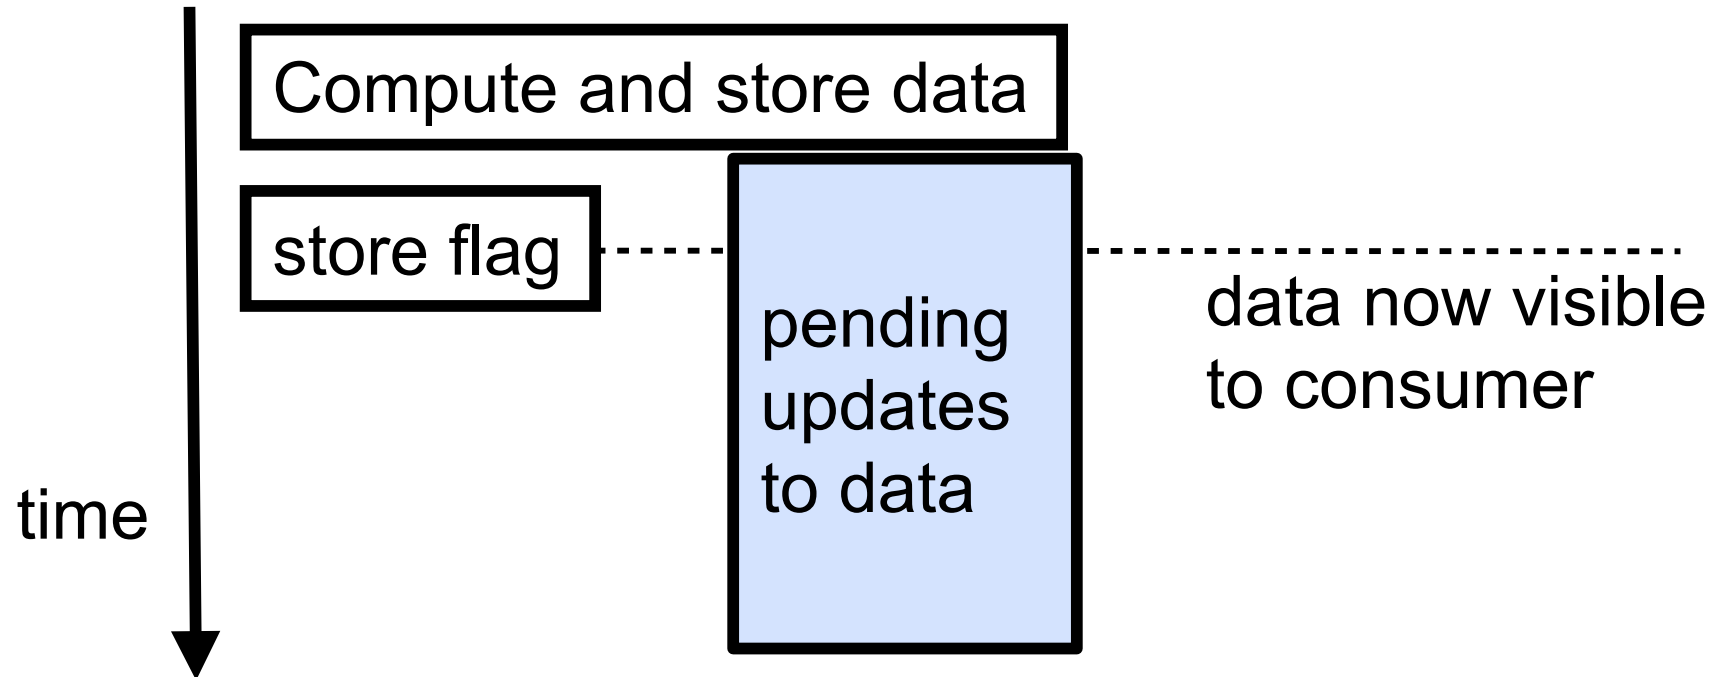 Compute and store data
store flag
pending
updates
to data
data now visible
to consumer
time